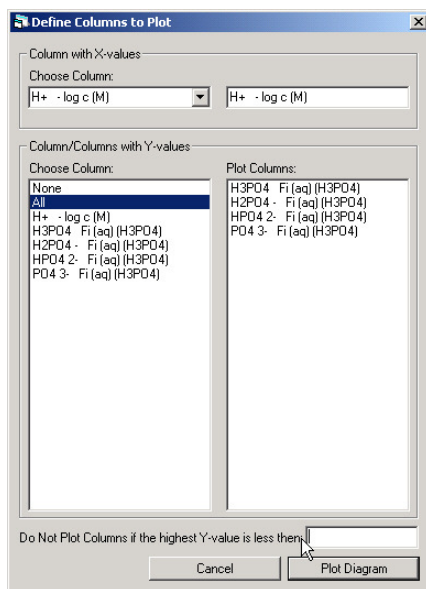 Define Columns to Plot
Column with X-values
Choose Column:
H+ - log c (M)
H+ - log c (M)
Column/Columns with Y-values
Choose Column:
None
All
H+ - log c (M)
H3PO4 Fi (aq) (H3PO4)
H2PO4 - Fi (aq) (H3PO4)
HPO4 2- Fi (aq) (H3PO4)
PO4 3- Fi (aq) (H3PO4)
Plot Columns:
H3PO4 Fi (aq) (H3PO4)
H2PO4 - Fi (aq) (H3PO4)
HPO4 2- Fi (aq) (H3PO4)
PO4 3- Fi (aq) (H3PO4)
Do Not Plot Columns if the highest Y-value is less then:
Cancel
Plot Diagram